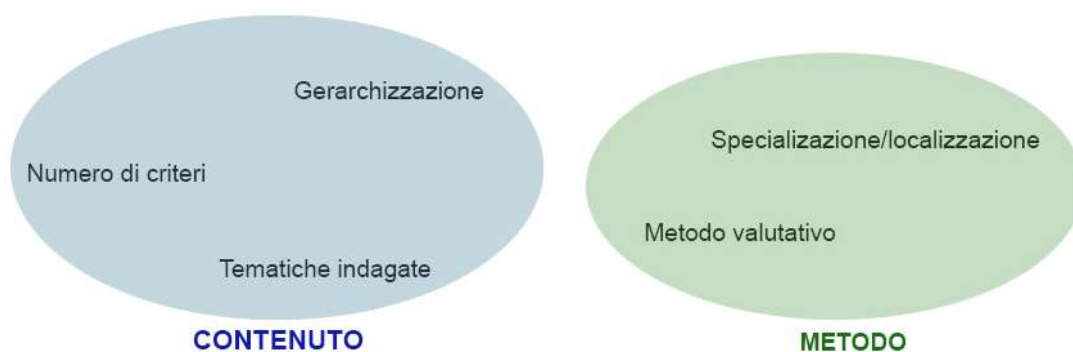 Gerarchizzazione
Numero di criteri
Tematiche indagate
CONTENUTO
Specializazione/localizzazione
Metodo valutativo
METODO